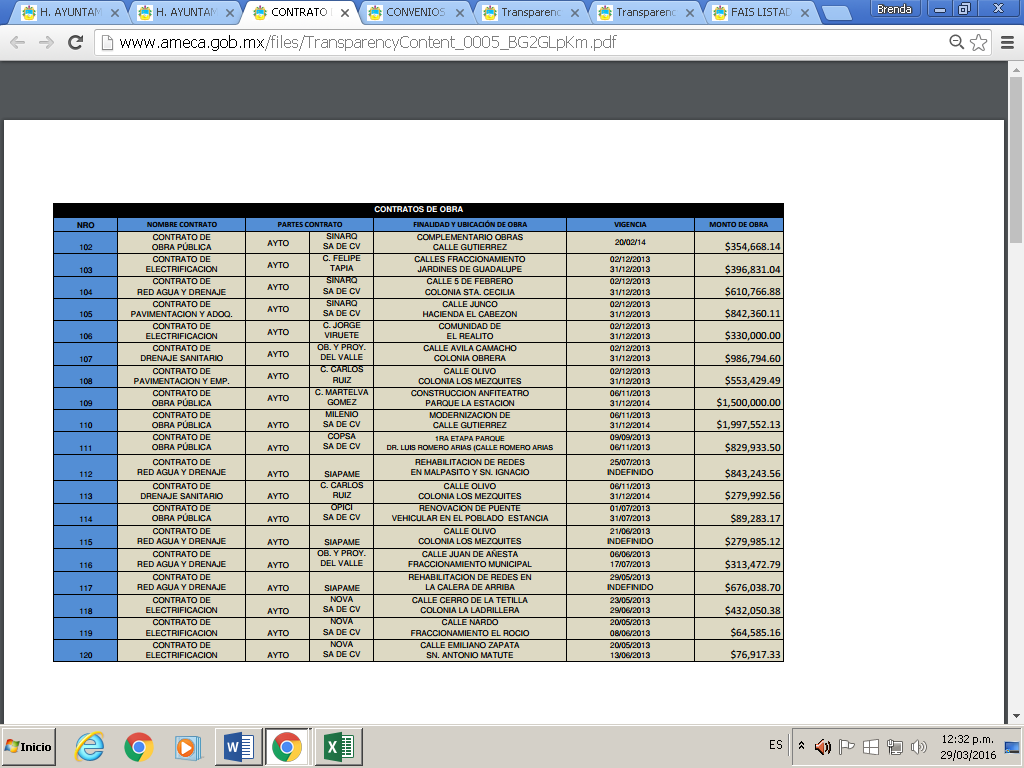 H. AYUNTAM
H. AYUNTAM
CONTRATO
CONVENIOS
Transparenc
Transparenc
FAIS LISTAD
Brenda
www.ameca.gob.mx/files/TransparencyContent_0005_BG2GLpKm.pdf
CONTRATOS DE OBRA
NRO NOMBRE CONTRATO PARTES CONTRATO FINALIDAD Y UBICACIÓN DE OBRA VIGENCIA MONTO DE OBRA
102 CONTRATO DE OBRA PÚBLICA AYTO SINARQ SA DE CV COMPLEMENTARIO OBRAS CALLE GUTIERREZ 20/02/14 $354,668.14
103 CONTRATO DE ELECTRIFICACION AYTO C. FELIPE TAPIA CALLES FRACCIONAMIENTO JARDINES DE GUADALUPE 02/12/2013 31/12/2013 $396,831.04
104 CONTRATO DE RED AGUA Y DRENAJE AYTO SINARQ SA DE CV CALLE 5 DE FEBRERO COLONIA STA. CECILIA 02/12/2013 31/12/2013 $610,766.88
105 CONTRATO DE PAVIMENTACION Y ADOQ. AYTO SINARQ SA DE CV CALLE JUNCO HACIENDA EL CABEZON 02/12/2013 31/12/2013 $842,360.11
106 CONTRATO DE ELECTRIFICACION AYTO C. JORGE VIRUETE COMUNIDAD DE EL REALITO 02/12/2013 31/12/2013 $330,000.00
107 CONTRATO DE DRENAJE SANITARIO AYTO OB. Y PROY. DEL VALLE CALLE AVILA CAMACHO COLONIA OBRERA 02/12/2013 31/12/2013 $986,794.60
108 CONTRATO DE PAVIMENTACION Y EMP. AYTO C. CARLOS RUIZ CALLE OLIVO COLONIA LOS MEZQUITES 02/12/2013 31/12/2013 $553,429.49
109 CONTRATO DE OBRA PÚBLICA AYTO C. MARTELVA GOMEZ CONSTRUCCION ANFITEATRO PARQUE LA ESTACION 06/11/2013 31/12/2014 $1,500,000.00
110 CONTRATO DE OBRA PÚBLICA AYTO MILENIO SA DE CV MODERNIZACION DE CALLE GUTIERREZ 06/11/2013 31/12/2014 $1,997,552.13
111 CONTRATO DE OBRA PÚBLICA AYTO COPSA SA DE CV 1RA ETAPA PARQUE DR. LUIS ROMERO ARIAS (CALLE ROMERO ARIAS 09/09/2013 06/11/2013 $829,933.50
112 CONTRATO DE RED AGUA Y DRENAJE AYTO SIAPAME REHABILITACION DE REDES EN MALPASITO Y SN. IGNACIO 25/07/2013 INDEFINIDO $843,243.56
113 CONTRATO DE DRENAJE SANITARIO AYTO C. CARLOS RUIZ CALLE OLIVO COLONIA LOS MEZQUITES 06/11/2013 31/12/2014 $279,992.56
114 CONTRATO DE OBRA PÚBLICA AYTO OPICI SA DE CV RENOVACION DE PUENTE VEHICULAR EN EL POBLADO ESTANCIA 01/07/2013 31/07/2013 $89,283.17
115 CONTRATO DE RED AGUA Y DRENAJE AYTO SIAPAME CALLE OLIVO COLONIA LOS MEZQUITES 21/06/2013 INDEFINIDO $279,985.12
116 CONTRATO DE RED AGUA Y DRENAJE AYTO OB. Y PROY. DEL VALLE CALLE JUAN DE AÑESTA FRACCIONAMIENTO MUNICIPAL 06/06/2013 17/07/2013 $313,472.79
117 CONTRATO DE RED AGUA Y DRENAJE AYTO SIAPAME REHABILITACION DE REDES EN LA CALERA DE ARRIBA 29/05/2013 INDEFINIDO $676,038.70
118 CONTRATO DE ELECTRIFICACION AYTO NOVA SA DE CV CALLE CERRO DE LA TETILLA COLONIA LA LADRILLERA 23/05/2013 29/06/2013 $432,050.38
119 CONTRATO DE ELECTRIFICACION AYTO NOVA SA DE CV CALLE NARDO FRACCIONAMIENTO EL ROCIO 20/05/2013 08/06/2013 $64,585.16
120 CONTRATO DE ELECTRIFICACION AYTO NOVA SA DE CV CALLE EMILIANO ZAPATA SN. ANTONIO MATUTE 20/05/2013 13/06/2013 $76,917.33
Inicio
ES
12:32 p.m.
29/03/2016